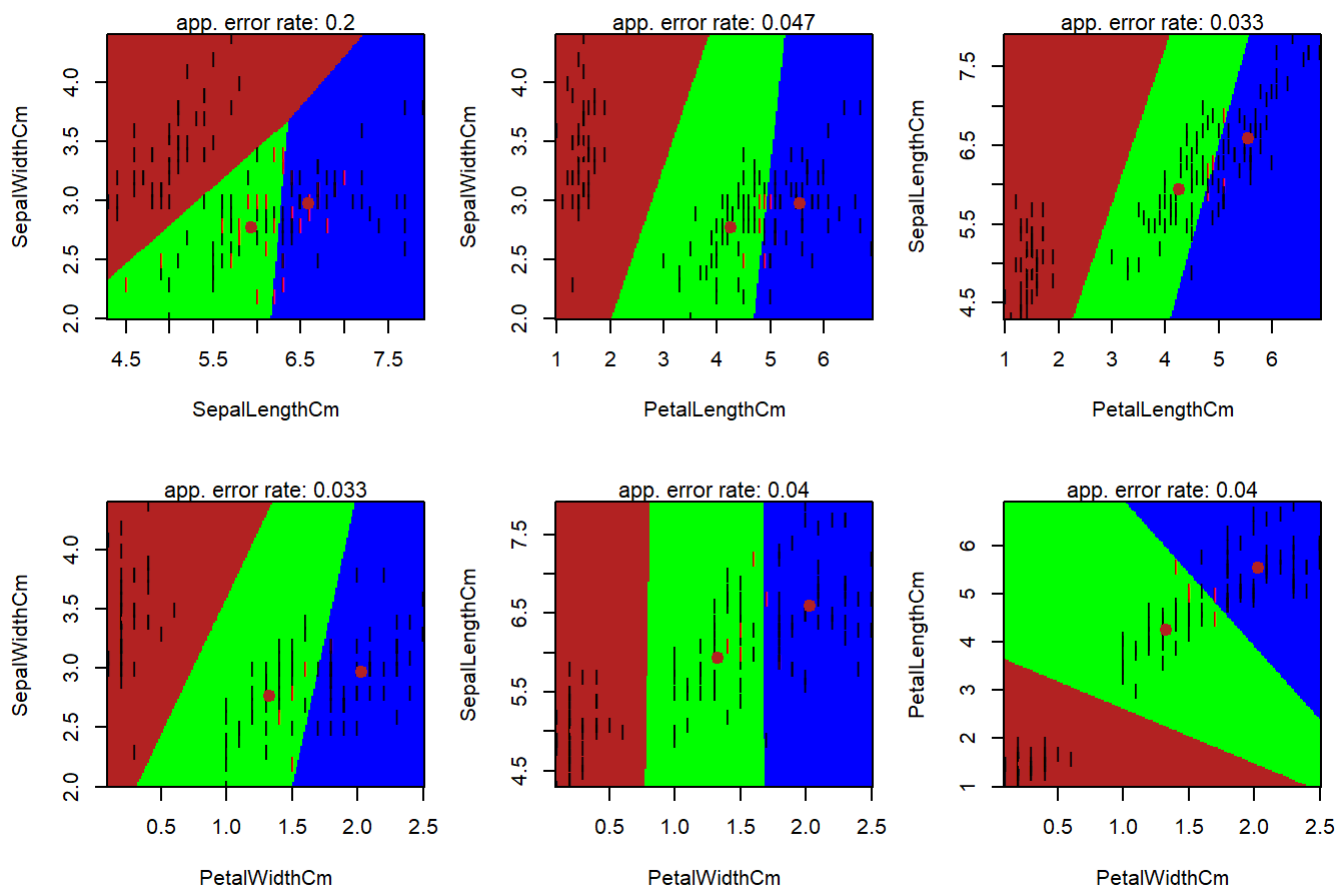 app. error rate: 0.2
SepalWidthCm
2.0 2.5 3.0 3.5 4.0
4.5 5.5 6.5 7.5
SepalLengthCm
app. error rate: 0.047
SepalWidthCm
2.0 2.5 3.0 3.5 4.0
1 2 3 4 5 6
PetalLengthCm
app. error rate: 0.033
SepalLengthCm
4.5 5.5 6.5 7.5
1 2 3 4 5 6
PetalLengthCm
app. error rate: 0.033
SepalWidthCm
2.0 2.5 3.0 3.5 4.0
0.5 1.0 1.5 2.0 2.5
PetalWidthCm
app. error rate: 0.04
SepalLengthCm
4.5 5.5 6.5 7.5
0.5 1.0 1.5 2.0 2.5
PetalWidthCm
app. error rate: 0.04
PetalLengthCm
1 2 3 4 5 6
0.5 1.0 1.5 2.0 2.5
PetalWidthCm